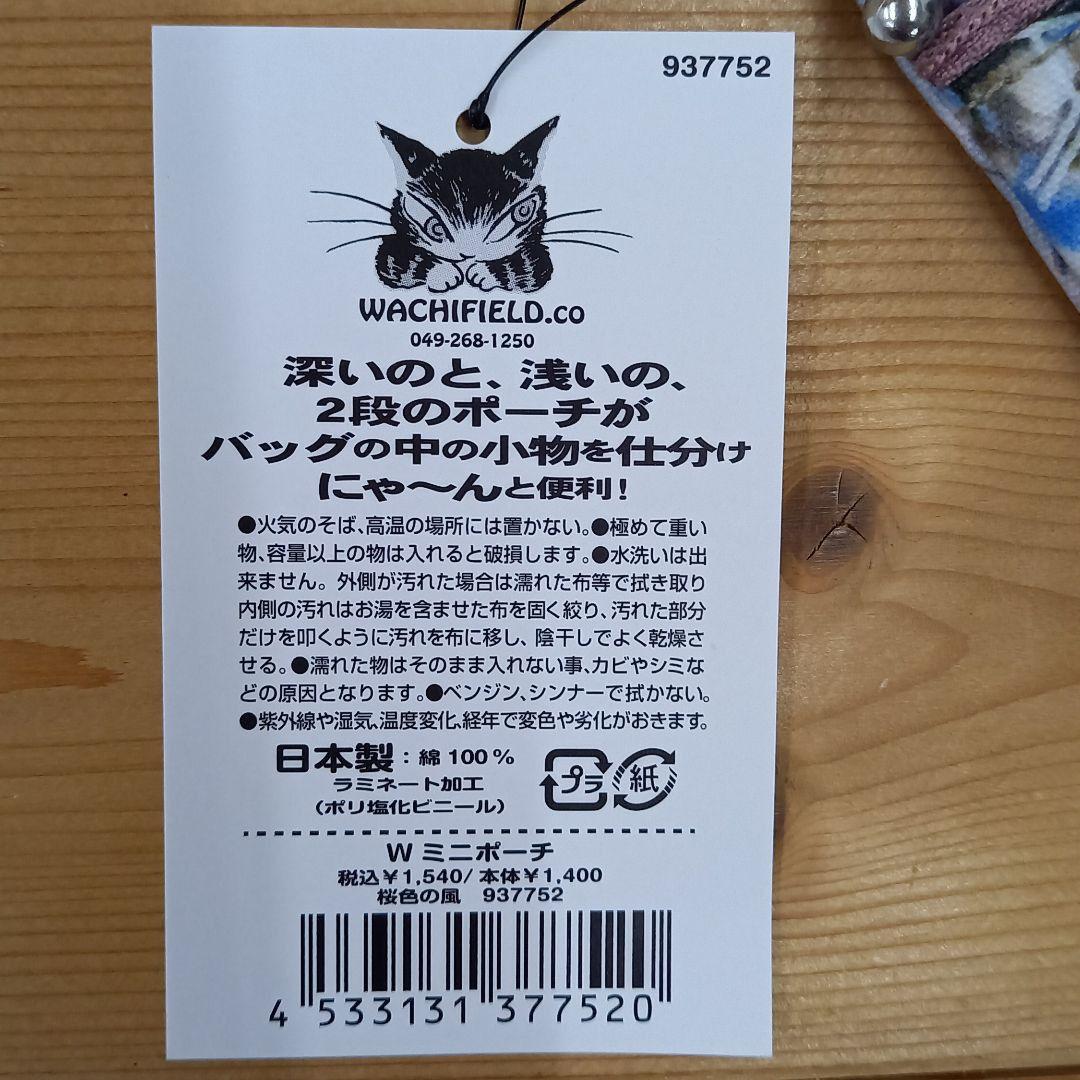 937752
WACHIFIELD.co
049-268-1250
深いのと、浅いの、
2段のポーチが
バッグの中の小物を仕分け
にゃ〜んと便利!
●火気のそば、高温の場所には置かない。●極めて重い
物、容量以上の物は入れると破損します。●水洗いは出
来ません。外側が汚れた場合は濡れた布等で拭き取り
内側の汚れはお湯を含ませた布を固く絞り、汚れた部分
だけを叩くように汚れを布に移し、陰干しでよく乾燥さ
せる。●濡れた物はそのまま入れない事、カビやシミな
どの原因となります。●ベンジン、シンナーで拭かない。
●紫外線や湿気、温度変化、経年で変色や劣化がおきます。
日本製:綿100%
ラミネート加工
(ポリ塩化ビニール)
プラ 紙
W ミニポーチ
税込¥1,540/本体¥1,400
桜色の風 937752
4 533131 377520